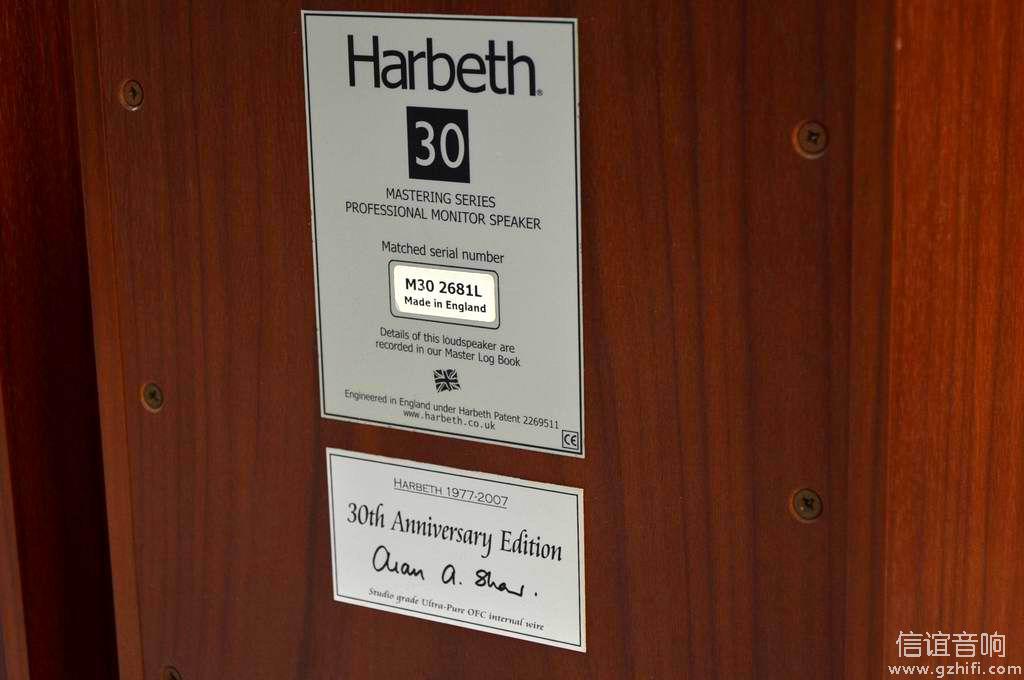 Harbeth®
30
MASTERING SERIES
PROFESSIONAL MONITOR SPEAKER
Matched serial number
M30 2681L
Made in England
Details of this loudspeaker are
recorded in our Master Log Book
Engineered in England under Harbeth Patent 2269511
www.harbeth.co.uk
CE
HARBETH 1977-2007
30th Anniversary Edition
Alan A. Shaw.
Studio grade Ultra-Pure OFC internal wire
信谊音响
www.gzhifi.com